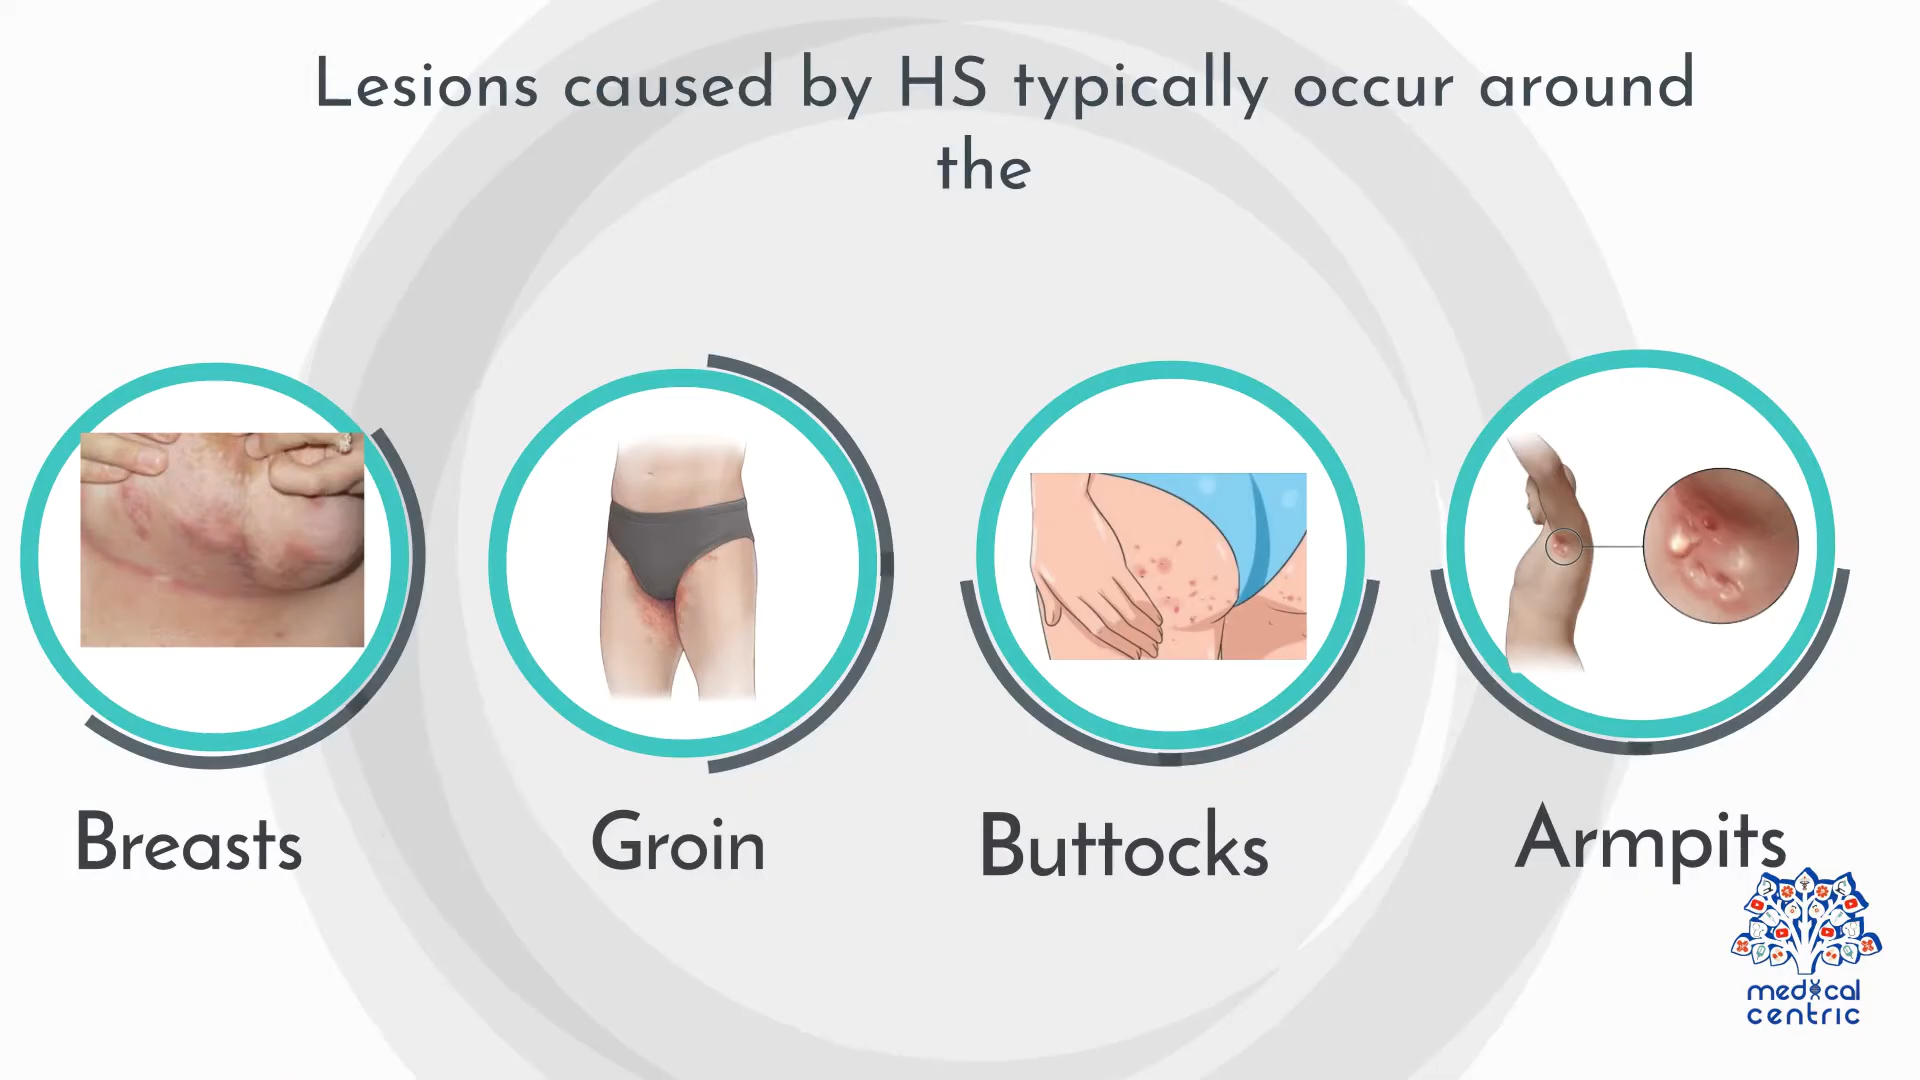 Lesions caused by HS typically occur around
the
Breasts
Groin
Buttocks
Armpits
medical
centric